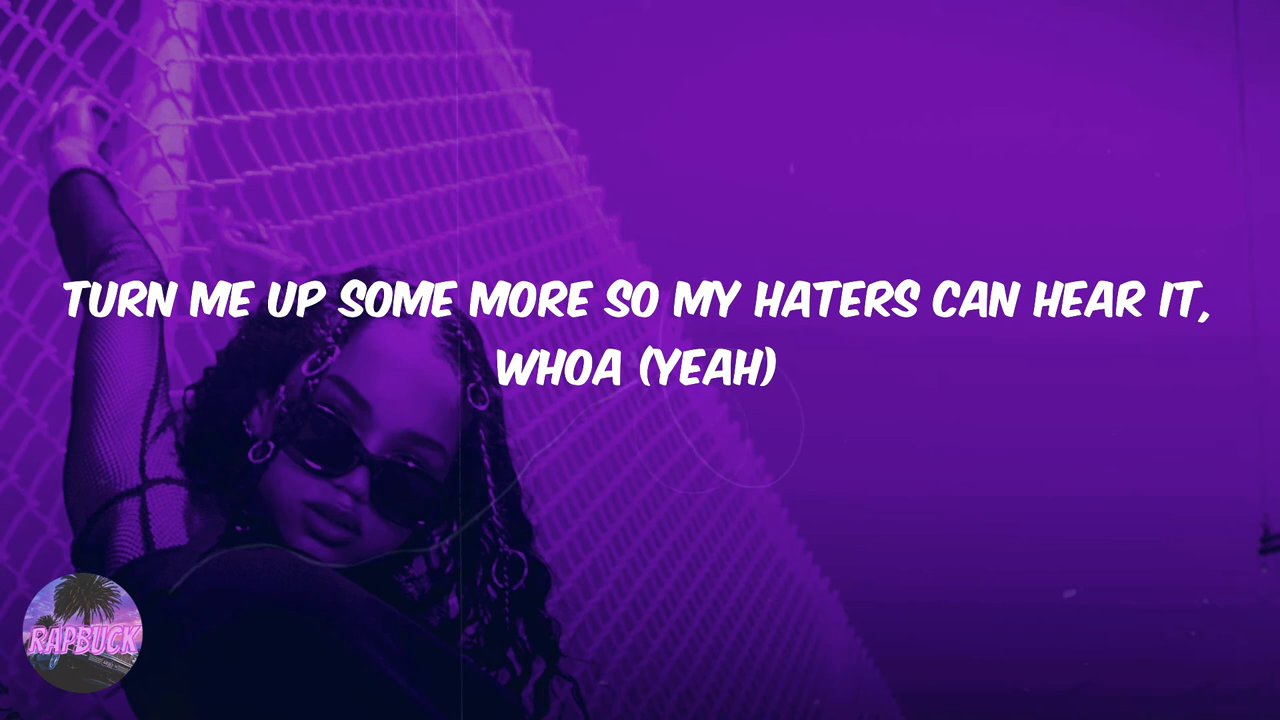 TURN ME UP SOME MORE SO MY HATERS CAN HEAR IT,
WHOA (YEAH)
RAPBUCK